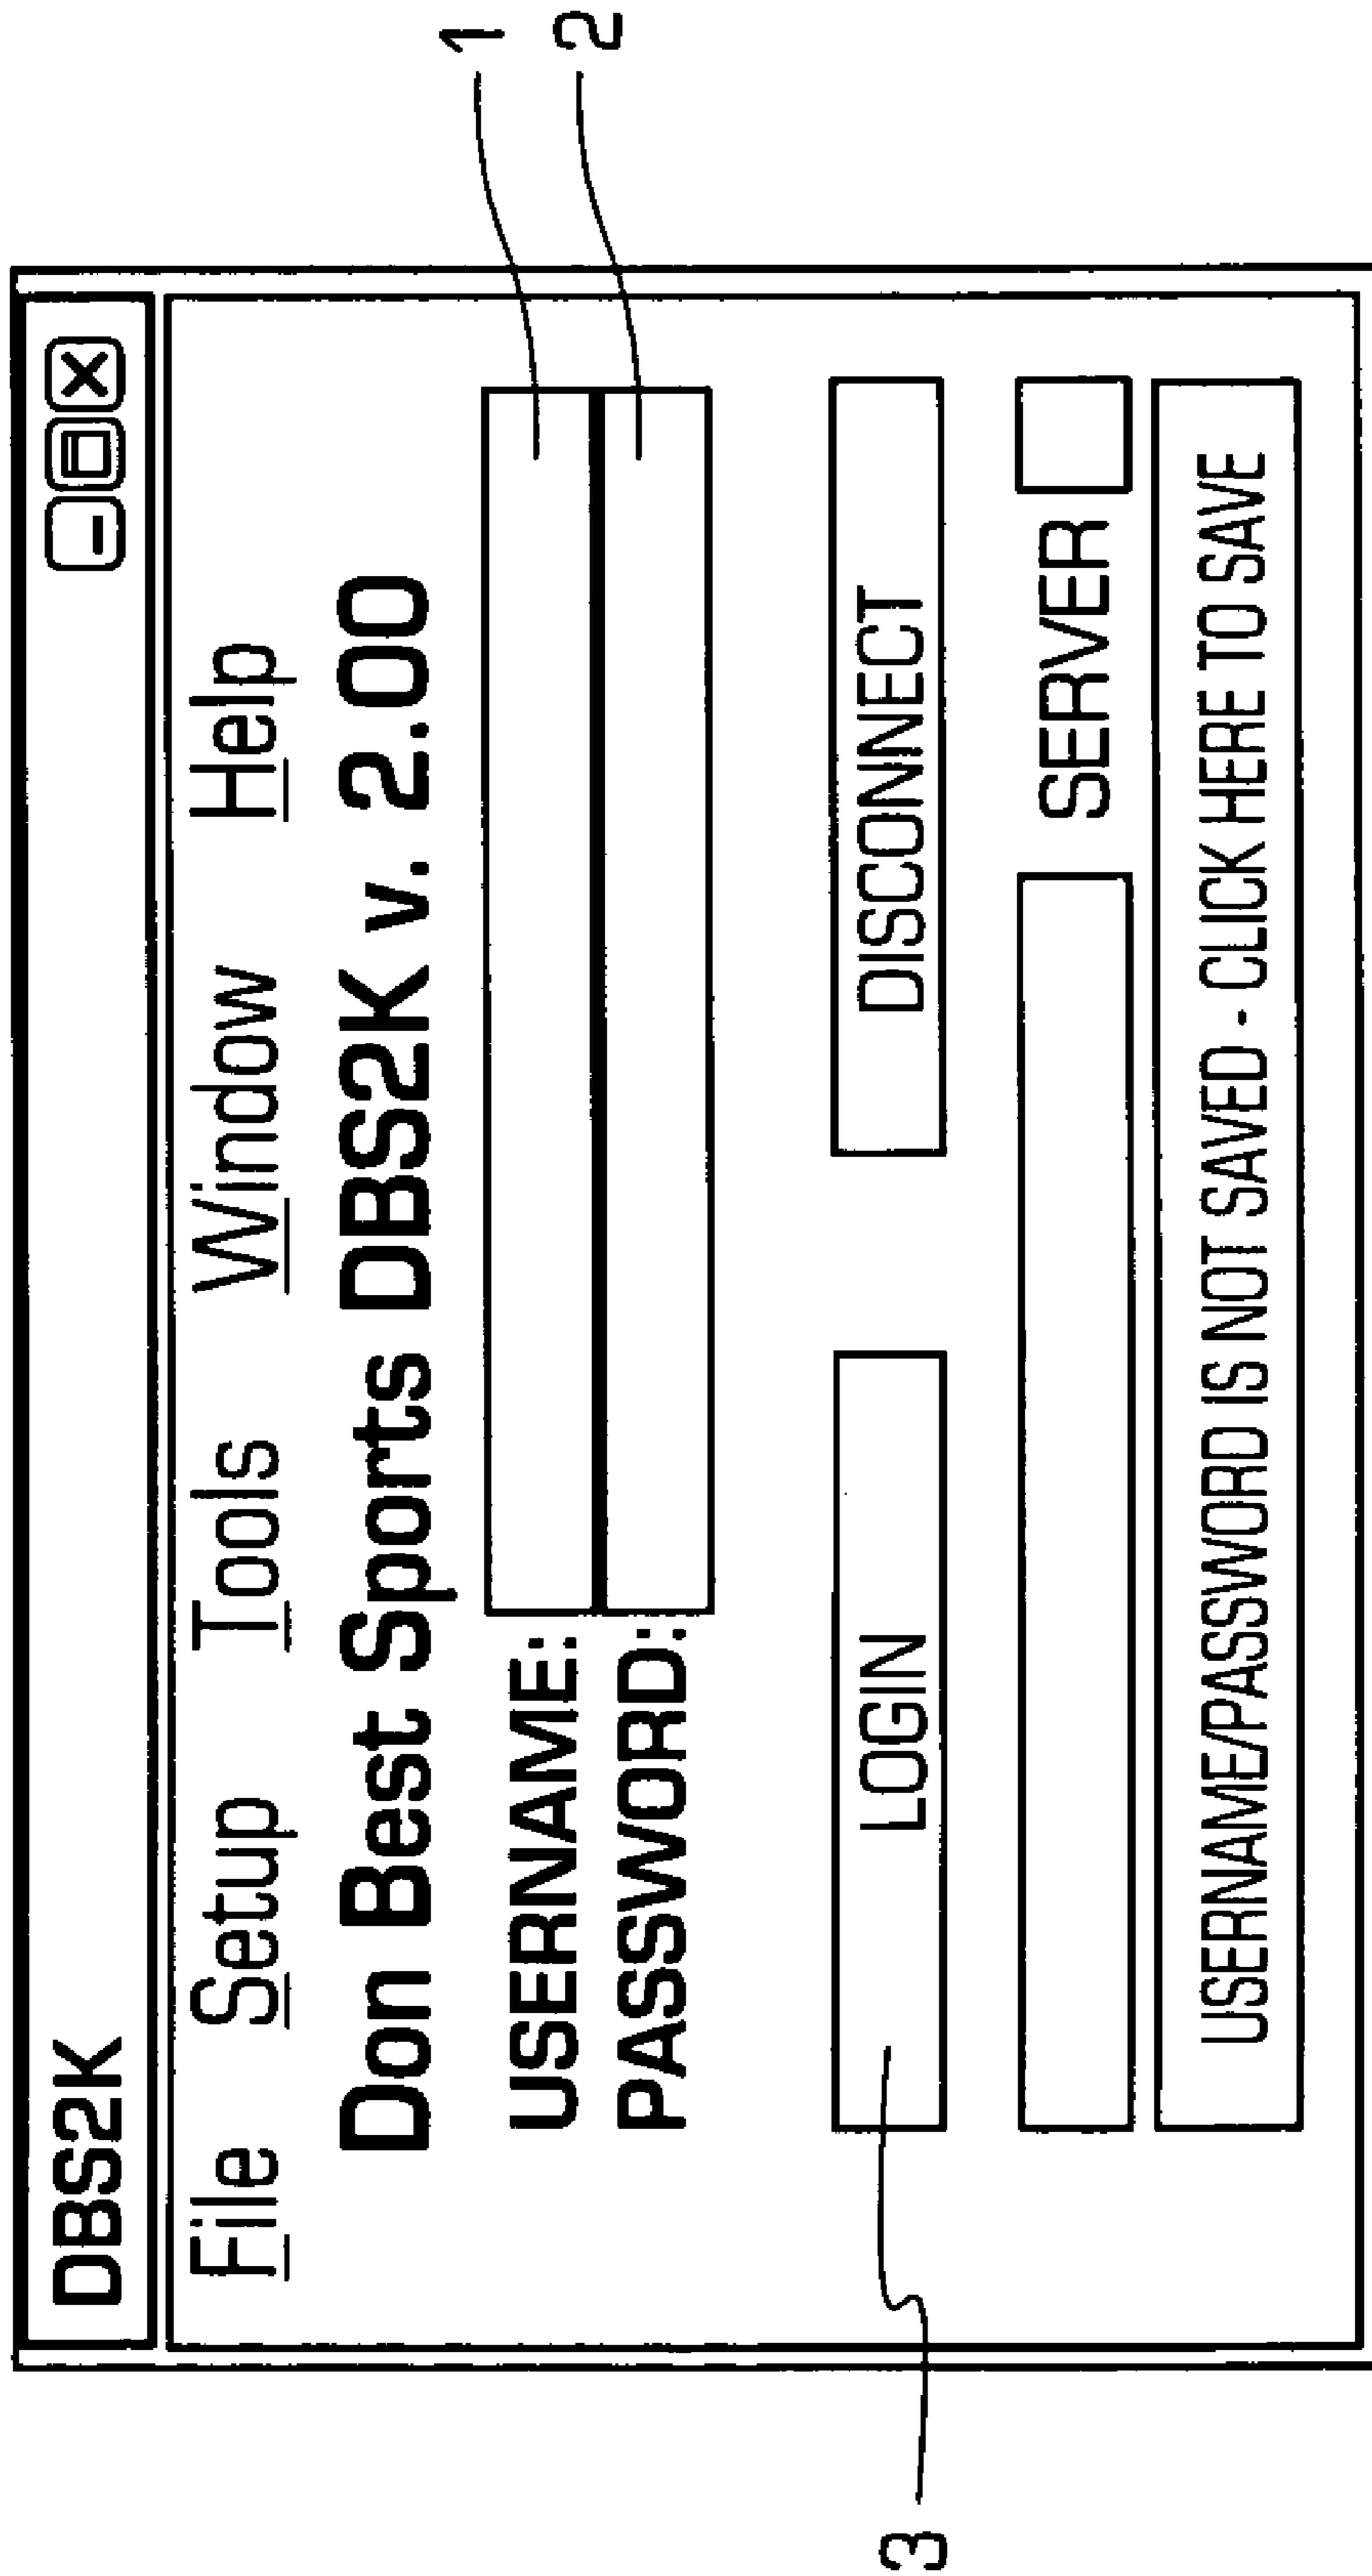 DBS2K
File Setup Tools Window Help
Don Best Sports DBS2K v. 2.00
USERNAME: 1
PASSWORD: 2
3 LOGIN DISCONNECT
SERVER
USERNAME/PASSWORD IS NOT SAVED - CLICK HERE TO SAVE